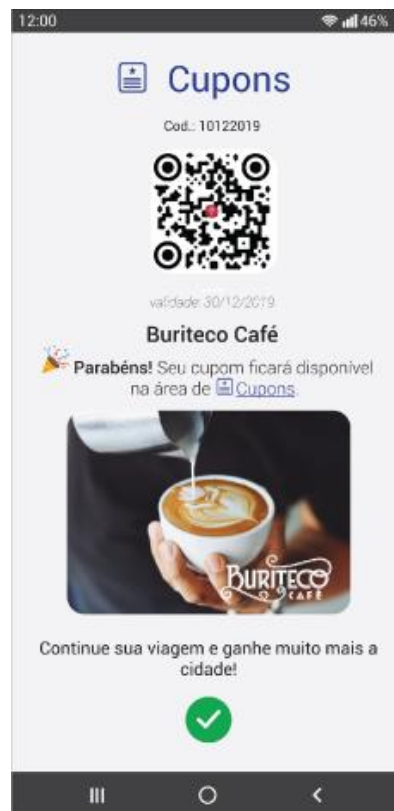 12:00 46%
Cupons
Cod.: 10122019
validade: 30/12/2019
Buriteco Café
Parabéns! Seu cupom ficará disponível
na área de Cupons.
BURITECO
CAFÉ
Continue sua viagem e ganhe muito mais a
cidade!